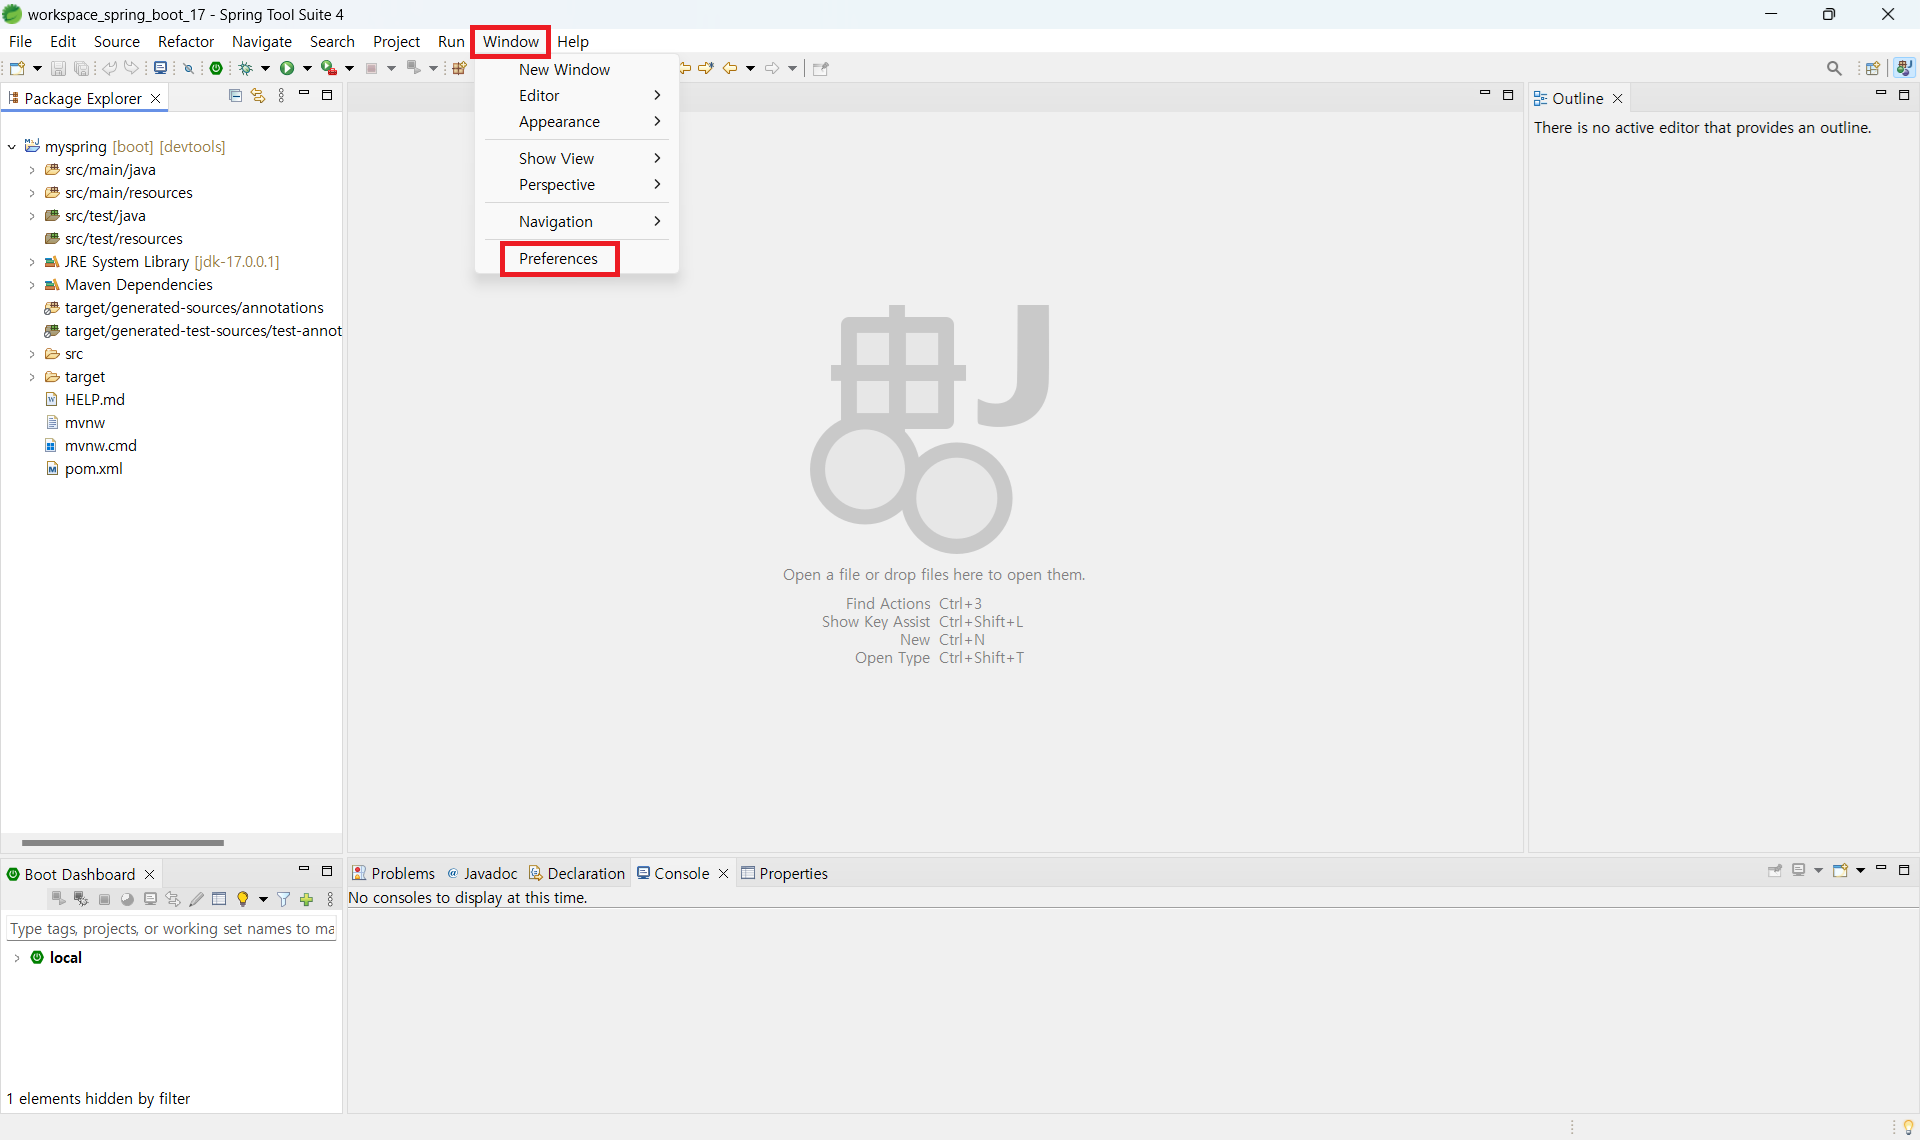 workspace_spring_boot_17 - Spring Tool Suite 4
File Edit Source Refactor Navigate Search Project Run Window Help
New Window
Editor
Appearance
Show View
Perspective
Navigation
Preferences
Package Explorer
myspring [boot] [devtools]
src/main/java
src/main/resources
src/test/java
src/test/resources
JRE System Library [jdk-17.0.0.1]
Maven Dependencies
target/generated-sources/annotations
target/generated-test-sources/test-annot
src
target
HELP.md
mvnw
mvnw.cmd
pom.xml
Open a file or drop files here to open them.
Find Actions Ctrl+3
Show Key Assist Ctrl+Shift+L
New Ctrl+N
Open Type Ctrl+Shift+T
Outline
There is no active editor that provides an outline.
Boot Dashboard
Type tags, projects, or working set names to ma
local
1 elements hidden by filter
Problems @ Javadoc Declaration Console Properties
No consoles to display at this time.